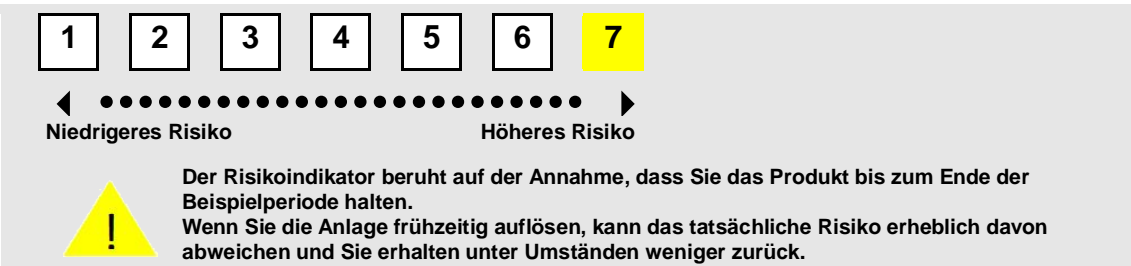 1 2 3 4 5 6 7
Niedrigeres Risiko Höheres Risiko
Der Risikoindikator beruht auf der Annahme, dass Sie das Produkt bis zum Ende der
Beispielperiode halten.
Wenn Sie die Anlage frühzeitig auflösen, kann das tatsächliche Risiko erheblich davon
abweichen und Sie erhalten unter Umständen weniger zurück.
!